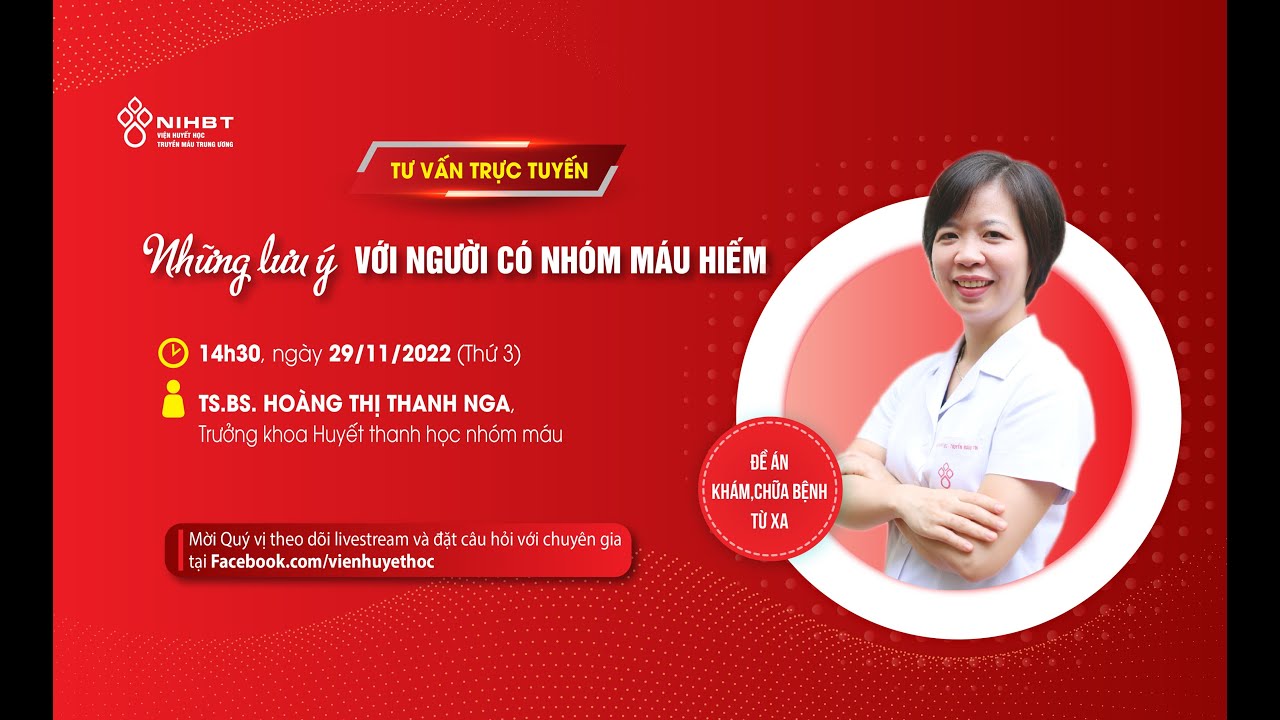 NIHBT
VIỆN HUYẾT HỌC
TRUYỀN MÁU TRUNG ƯƠNG
TƯ VẤN TRỰC TUYẾN
Những lưu ý VỚI NGƯỜI CÓ NHÓM MÁU HIẾM
14h30, ngày 29/11/2022 (Thứ 3)
TS.BS. HOÀNG THỊ THANH NGA,
Trưởng khoa Huyết thanh học nhóm máu
ĐỀ ÁN
KHÁM,CHỮA BỆNH
TỪ XA
Mời Quý vị theo dõi livestream và đặt câu hỏi với chuyên gia
tại Facebook.com/vienhuyethoc